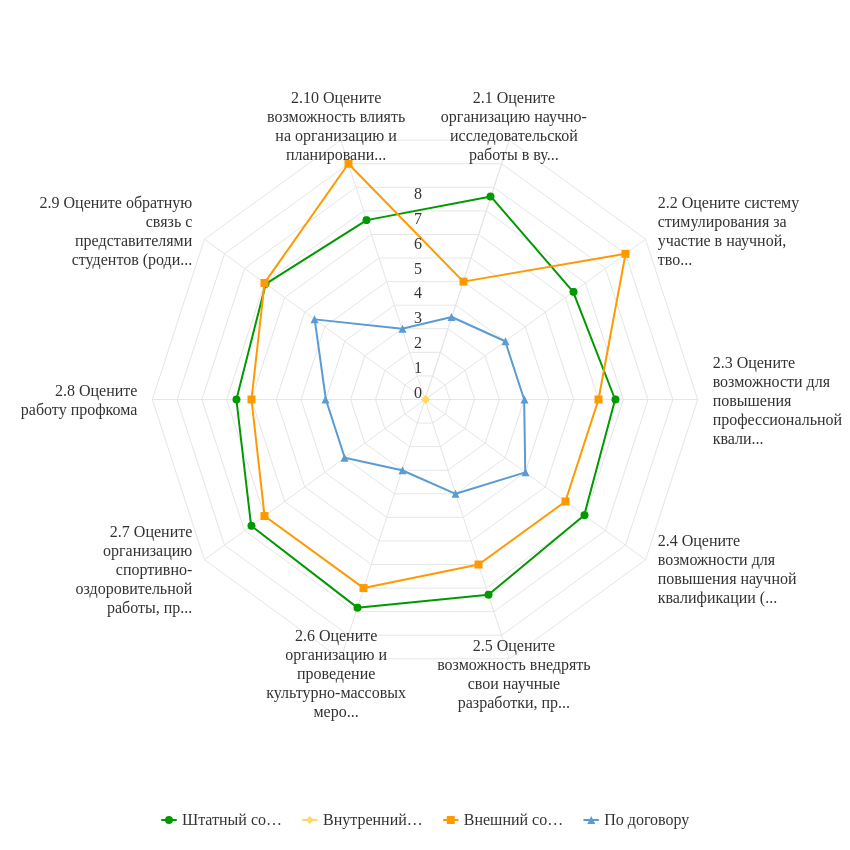 2.10 Оцените
возможность влиять
на организацию и
планировани...
2.1 Оцените
организацию научно-
исследовательской
работы в ву...
2.2 Оцените систему
стимулирования за
участие в научной,
тво...
2.3 Оцените
возможности для
повышения
профессиональной
квали...
2.4 Оцените
возможности для
повышения научной
квалификации (...
2.5 Оцените
возможность внедрять
свои научные
разработки, пр...
2.6 Оцените
организацию и
проведение
культурно-массовых
меро...
2.7 Оцените
организацию
спортивно-
оздоровительной
работы, пр...
2.8 Оцените
работу профкома
2.9 Оцените обратную
связь с
представителями
студентов (роди...
8
7
6
5
4
3
2
1
0
Штатный со…
Внутренний…
Внешний со…
По договору